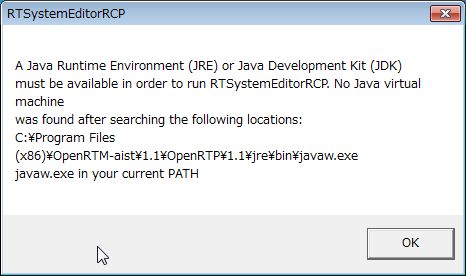 RTSystemEditorRCP
A Java Runtime Environment (JRE) or Java Development Kit (JDK)
must be available in order to run RTSystemEditorRCP. No Java virtual
machine
was found after searching the following locations:
C:¥Program Files
(x86)¥OpenRTM-aist¥1.1¥OpenRTP¥1.1¥jre¥bin¥javaw.exe
javaw.exe in your current PATH
OK